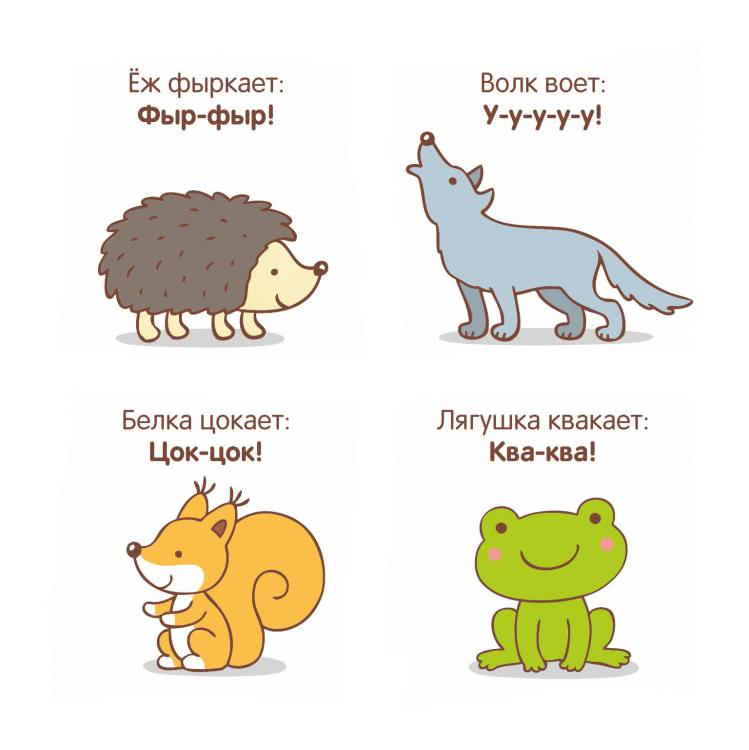 Ёж фыркает:
Фыр-фыр!
Волк воет:
У-у-у-у-у!
Белка цокает:
Цок-цок!
Лягушка квакает:
Ква-ква!